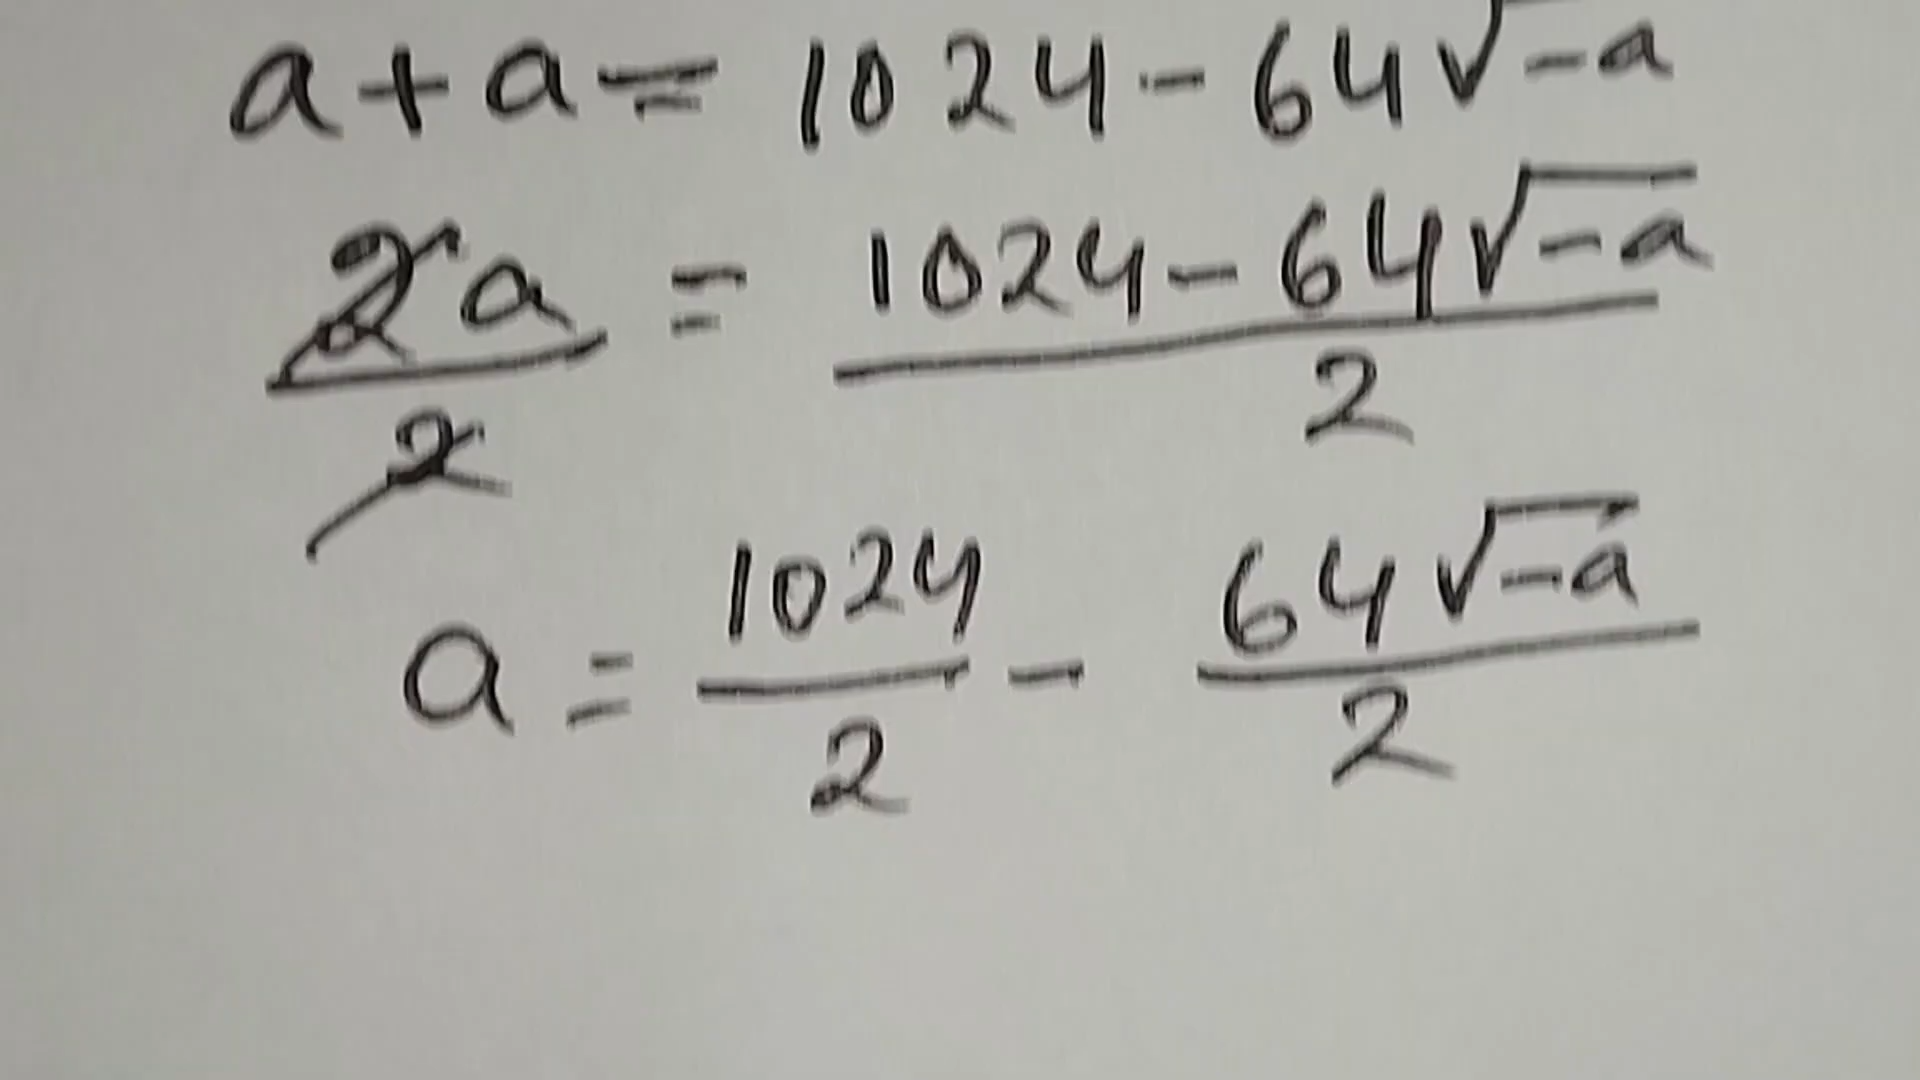 a + a = 1024 - 64√-a
2a/2 = (1024 - 64√-a)/2
a = 1024/2 - 64√-a/2